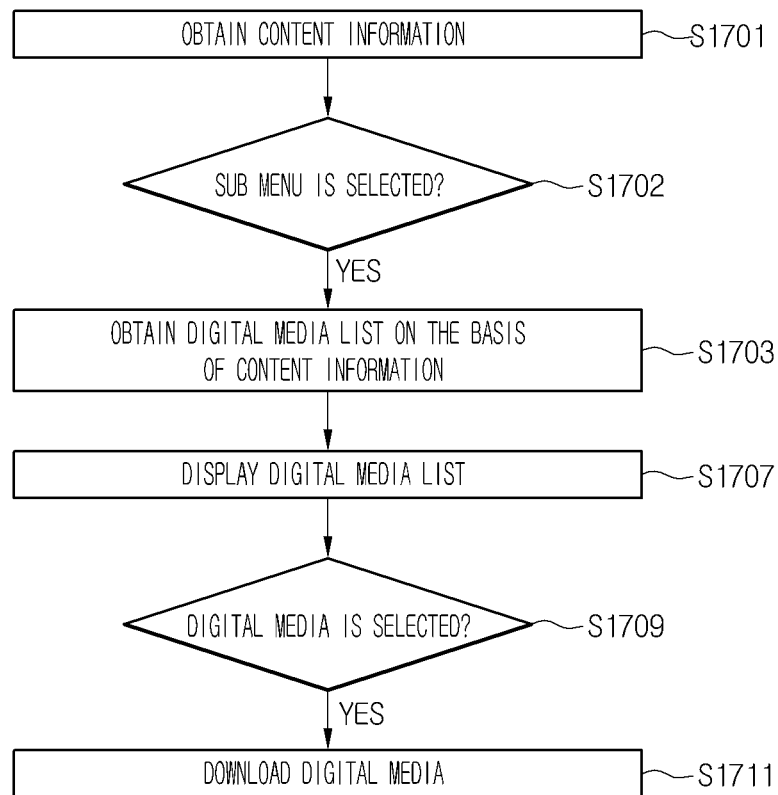 OBTAIN CONTENT INFORMATION
S1701
SUB MENU IS SELECTED?
S1702
YES
OBTAIN DIGITAL MEDIA LIST ON THE BASIS
OF CONTENT INFORMATION
S1703
DISPLAY DIGITAL MEDIA LIST
S1707
DIGITAL MEDIA IS SELECTED?
S1709
YES
DOWNLOAD DIGITAL MEDIA
S1711